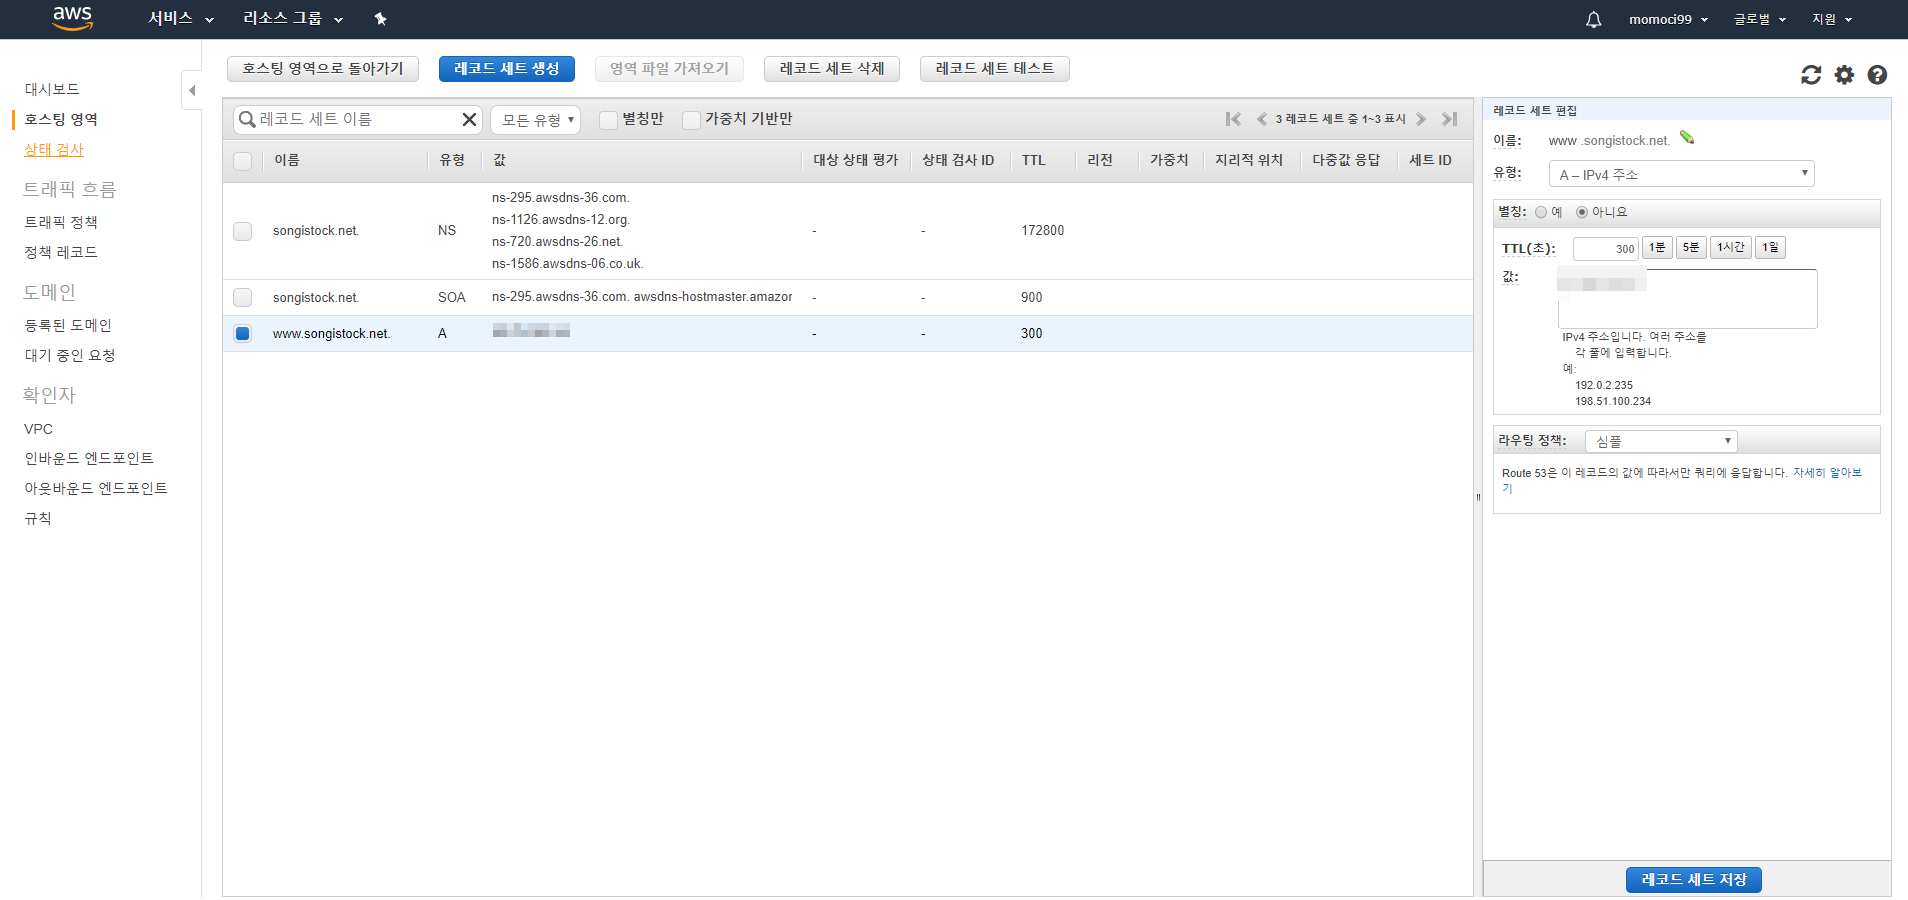 aws 서비스 리소스 그룹 momoci99 글로벌 지원
대시보드
호스팅 영역
상태 검사
트래픽 흐름
트래픽 정책
정책 레코드
도메인
등록된 도메인
대기 중인 요청
확인자
VPC
인바운드 엔드포인트
아웃바운드 엔드포인트
규칙
호스팅 영역으로 돌아가기 레코드 세트 생성 영역 파일 가져오기 레코드 세트 삭제 레코드 세트 테스트
레코드 세트 이름 모든 유형 별칭만 가중치 기반만 3 레코드 세트 중 1~3 표시
이름 유형 값 대상 상태 평가 상태 검사 ID TTL 리전 가중치 지리적 위치 다중값 응답 세트 ID
ns-295.awsdns-36.com.
ns-1126.awsdns-12.org.
songistock.net. NS - - 172800
ns-720.awsdns-26.net.
ns-1586.awsdns-06.co.uk.
songistock.net. SOA ns-295.awsdns-36.com. awsdns-hostmaster.amazor - - 900
www.songistock.net. A - - 300
레코드 세트 편집
이름: www .songistock.net.
유형: A – IPv4 주소
별칭: 예 아니요
TTL(초): 300 1분 5분 1시간 1일
값:
IPv4 주소입니다. 여러 주소를
각 줄에 입력합니다.
예:
192.0.2.235
198.51.100.234
라우팅 정책: 심플
Route 53은 이 레코드의 값에 따라서만 쿼리에 응답합니다. 자세히 알아보
기
레코드 세트 저장